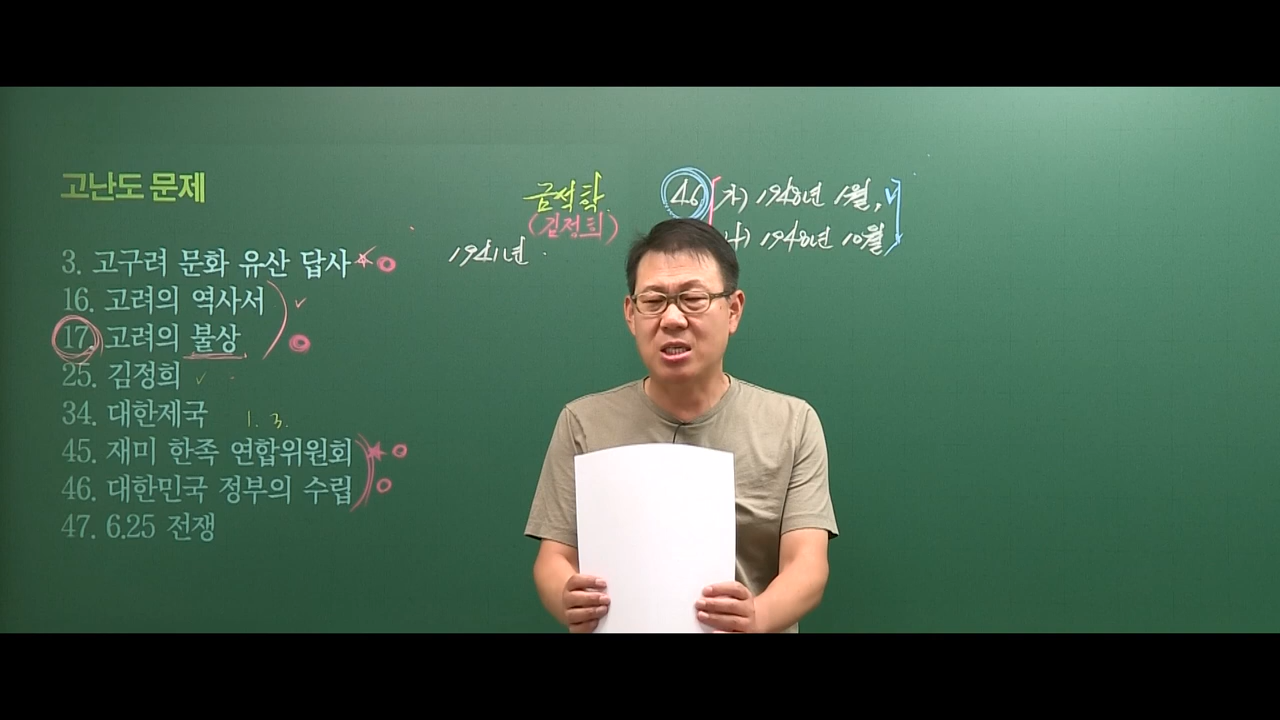 고난도 문제
3. 고구려 문화 유산 답사
16. 고려의 역사서
17. 고려의 불상
25. 김정희
34. 대한제국
1. 3.
45. 재미 한족 연합위원회
46. 대한민국 정부의 수립
47. 6.25 전쟁
금석학
(김정희)
1941년
46 가) 1948년 1월,
나) 1948년 10월